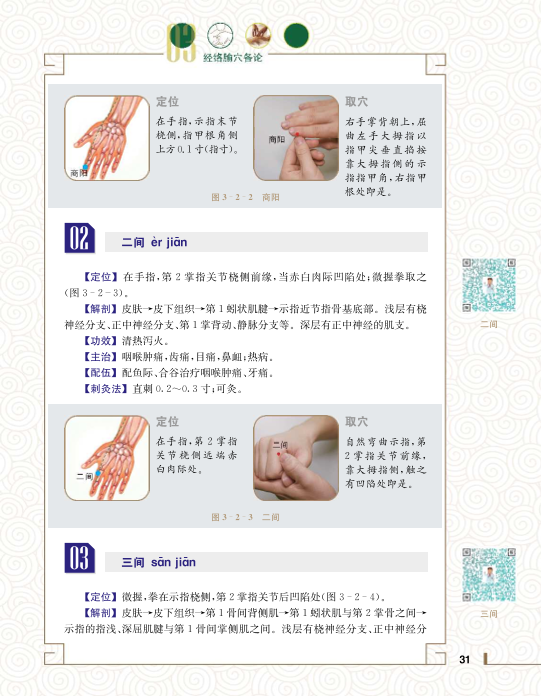 03
经络腧穴各论
定位
在手指,示指末节
桡侧,指甲根角侧
上方0.1寸(指寸)。
商阳
商阳
取穴
右手掌背朝上,屈
曲左手大拇指以
指甲尖垂直掐按
靠大拇指侧的示
指指甲角,右指甲
根处即是。
图3-2-2 商阳
02
二间 èr jiān
【定位】在手指,第2掌指关节桡侧前缘,当赤白肉际凹陷处;微握拳取之
(图3-2-3)。
【解剖】皮肤→皮下组织→第1蚓状肌腱→示指近节指骨基底部。浅层有桡
神经分支、正中神经分支、第1掌背动、静脉分支等。深层有正中神经的肌支。
【功效】清热泻火。
【主治】咽喉肿痛,齿痛,目痛,鼻衄;热病。
【配伍】配鱼际、合谷治疗咽喉肿痛、牙痛。
【刺灸法】直刺0.2～0.3寸;可灸。
二间
定位
在手指,第2掌指
关节桡侧远端赤
白肉际处。
二间
二间
取穴
自然弯曲示指,第
2掌指关节前缘,
靠大拇指侧,触之
有凹陷处即是。
图3-2-3 二间
03
三间 sān jiān
【定位】微握,拳在示指桡侧,第2掌指关节后凹陷处(图3-2-4)。
【解剖】皮肤→皮下组织→第1骨间背侧肌→第1蚓状肌与第2掌骨之间→
示指的指浅、深屈肌腱与第1骨间掌侧肌之间。浅层有桡神经分支、正中神经分
三间
31